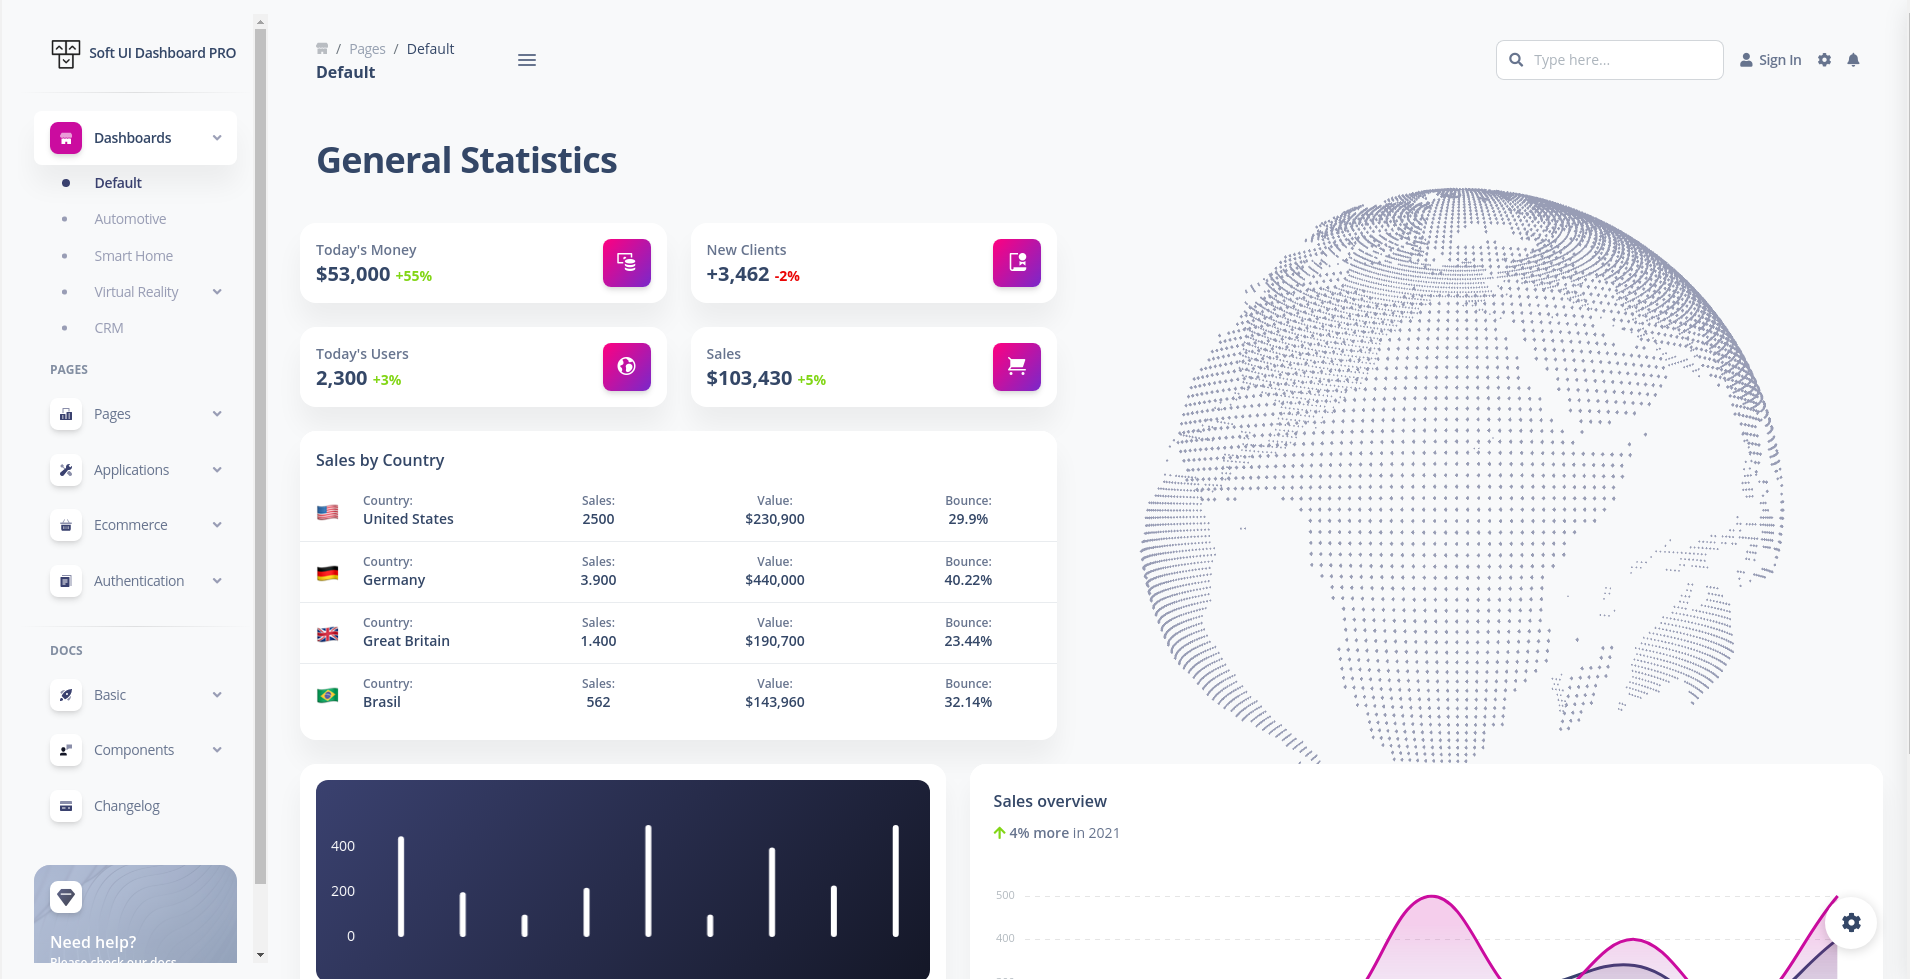 Soft UI Dashboard PRO
Dashboards
Default
Automotive
Smart Home
Virtual Reality
CRM
PAGES
Pages
Applications
Ecommerce
Authentication
DOCS
Basic
Components
Changelog
Need help?
Please check our docs
/ Pages / Default
Default
Type here...
Sign In
General Statistics
Today's Money
$53,000 +55%
New Clients
+3,462 -2%
Today's Users
2,300 +3%
Sales
$103,430 +5%
Sales by Country
Country: Sales: Value: Bounce:
United States 2500 $230,900 29.9%
Country: Sales: Value: Bounce:
Germany 3.900 $440,000 40.22%
Country: Sales: Value: Bounce:
Great Britain 1.400 $190,700 23.44%
Country: Sales: Value: Bounce:
Brasil 562 $143,960 32.14%
400
200
0
Sales overview
4% more in 2021
500
400